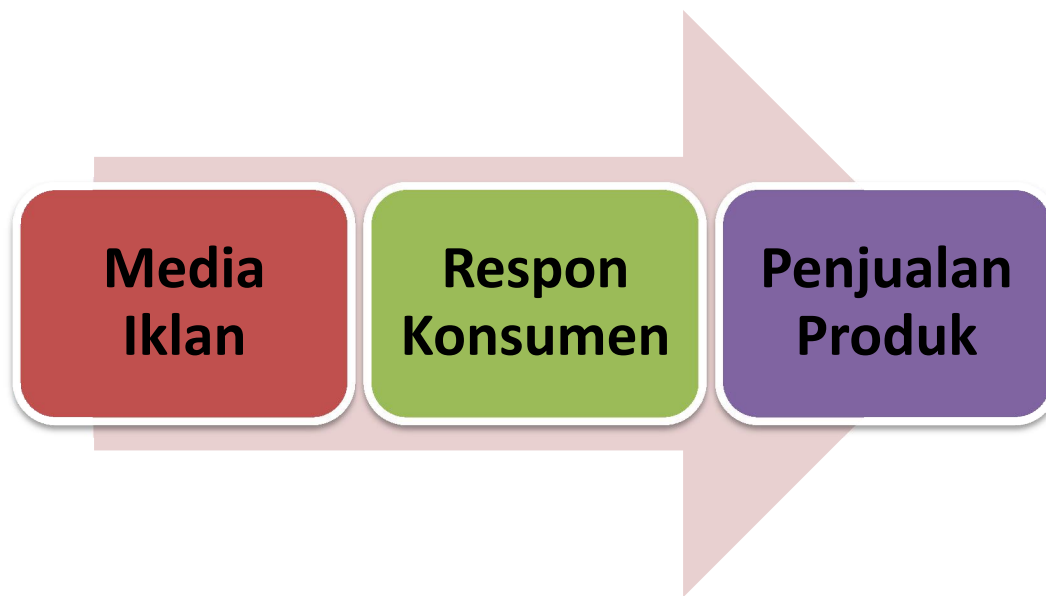 Media
Iklan
Respon
Konsumen
Penjualan
Produk